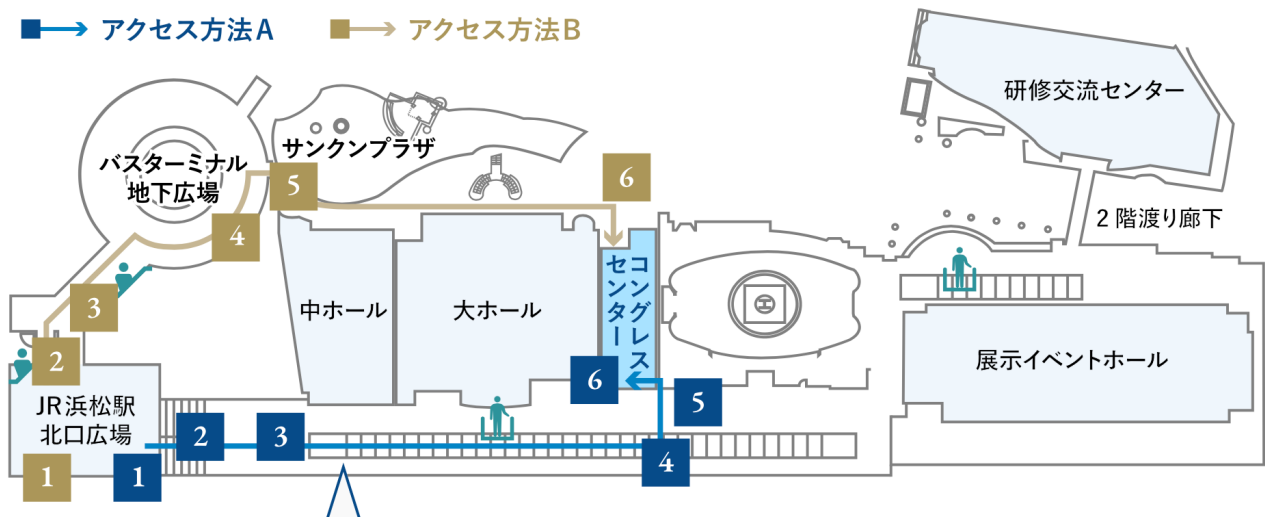 アクセス方法A
アクセス方法B
研修交流センター
サンクンプラザ
バスターミナル
地下広場
5
6
4
2階渡り廊下
コングレス
センター
3
中ホール
大ホール
展示イベントホール
2
6
JR浜松駅
北口広場
5
2
3
4
1
1